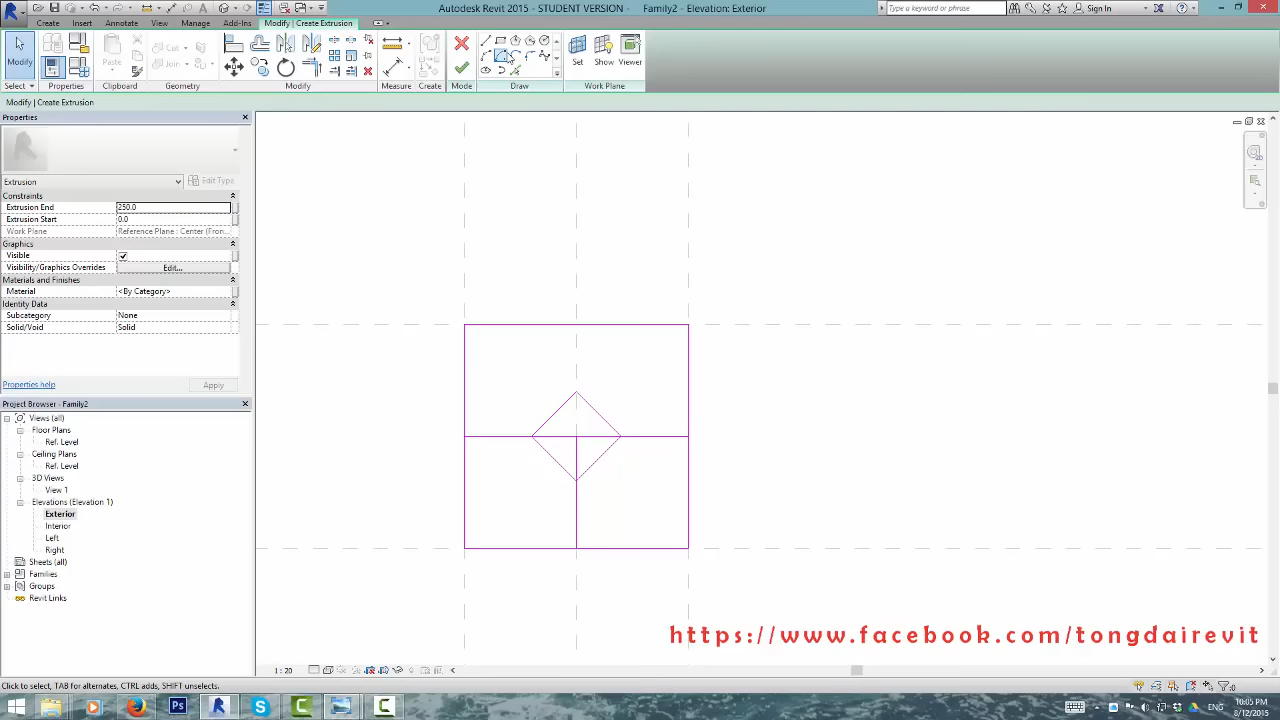 Autodesk Revit 2015 - STUDENT VERSION - Family2 - Elevation: Exterior
Type a keyword or phrase
Sign In
Create Insert Annotate View Manage Add-Ins Modify | Create Extrusion
Modify
Paste
Cut
Join
Set Show Viewer
Select Properties Clipboard Geometry Modify Measure Create Mode Draw Work Plane
Modify | Create Extrusion
Properties
Extrusion
Edit Type
Constraints
Extrusion End 250.0
Extrusion Start 0.0
Work Plane Reference Plane : Center (Fron...
Graphics
Visible
Visibility/Graphics Overrides Edit...
Materials and Finishes
Material <By Category>
Identity Data
Subcategory None
Solid/Void Solid
Properties help
Apply
Project Browser - Family2
Views (all)
Floor Plans
Ref. Level
Ceiling Plans
Ref. Level
3D Views
View 1
Elevations (Elevation 1)
Exterior
Interior
Left
Right
Sheets (all)
Families
Groups
Revit Links
https://www.facebook.com/tongdairevit
1 : 20
Click to select, TAB for alternates, CTRL adds, SHIFT unselects.
:0
ENG
10:05 PM
8/12/2015